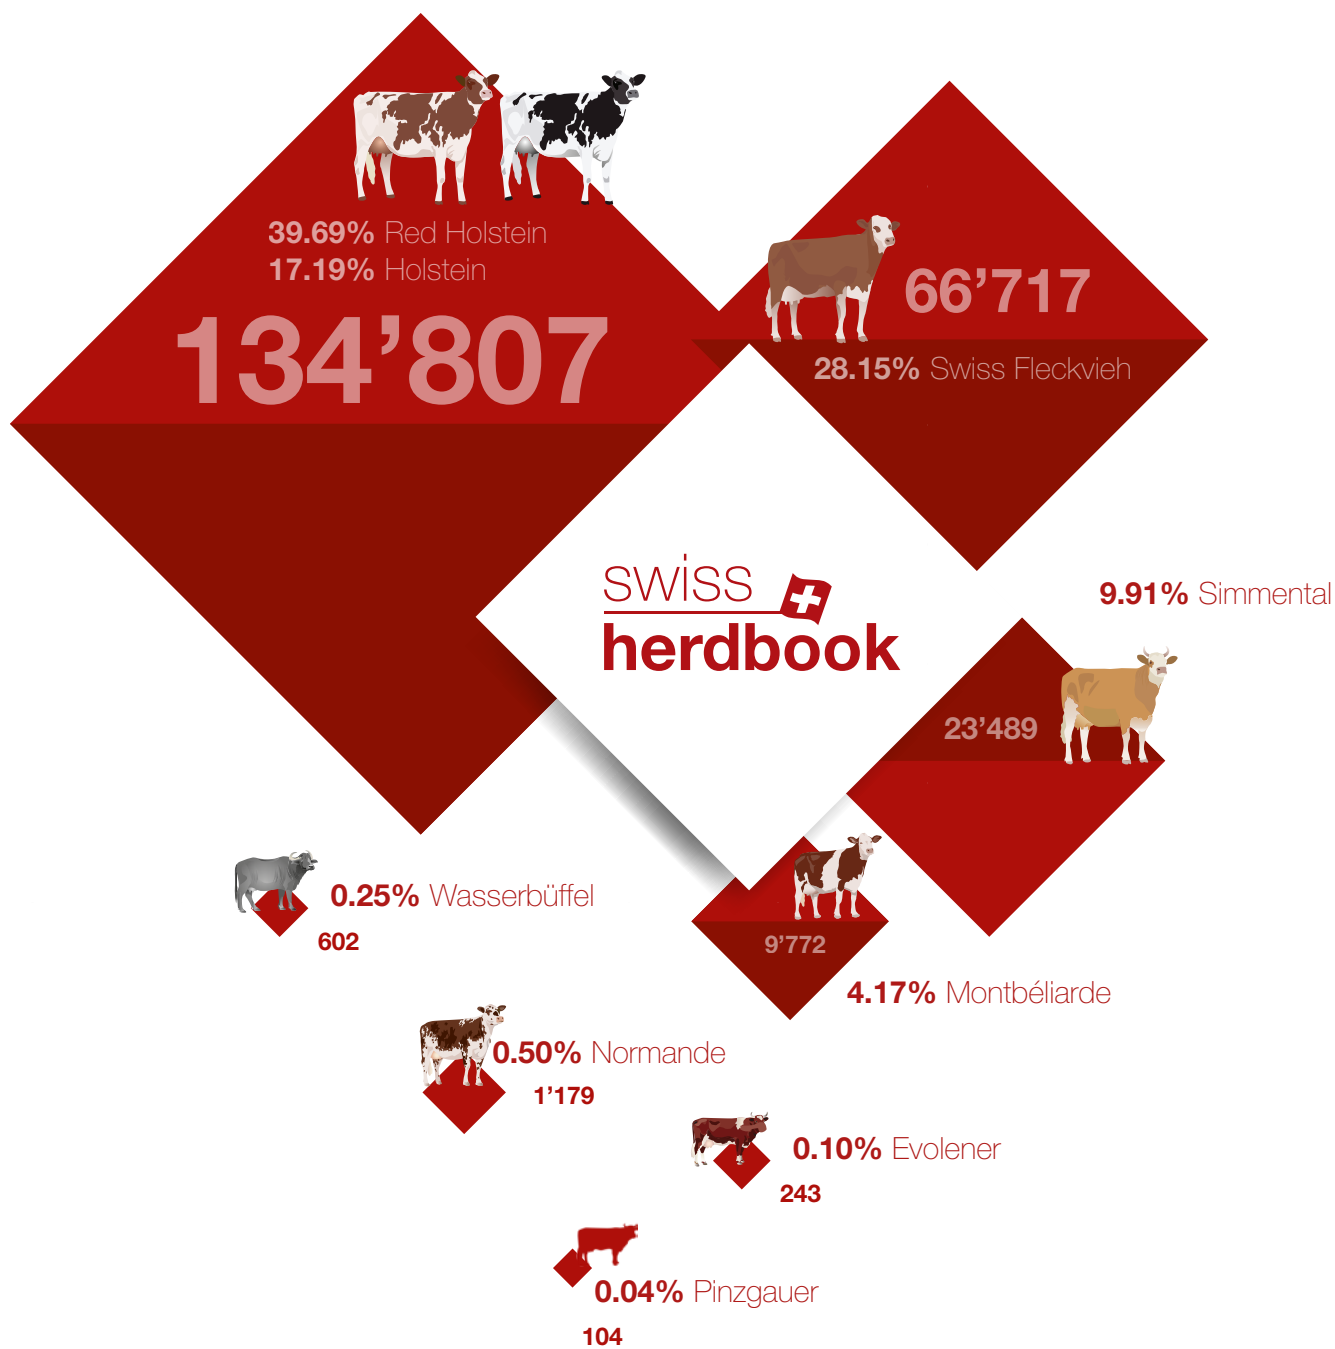 39.69% Red Holstein
17.19% Holstein
134’807
66’717
28.15% Swiss Fleckvieh
swiss
herdbook
9.91% Simmental
23’489
0.25% Wasserbüffel
602
9’772
4.17% Montbéliarde
0.50% Normande
1’179
0.10% Evolener
243
0.04% Pinzgauer
104